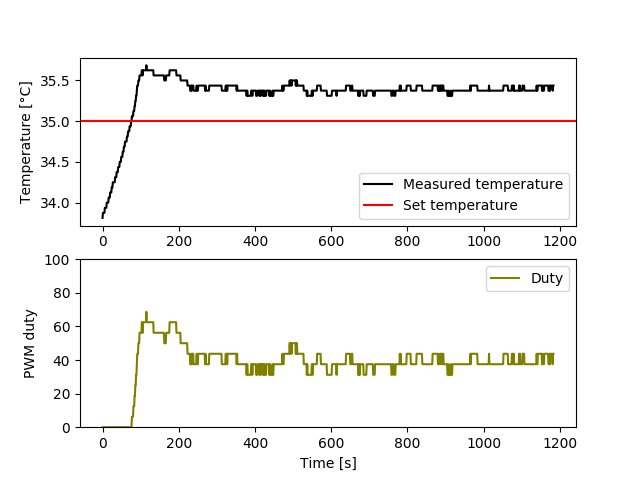 Temperature [°C]
35.5
35.0
34.5
34.0
Measured temperature
Set temperature
0 200 400 600 800 1000 1200
PWM duty
100
80
60
40
20
0
Duty
0 200 400 600 800 1000 1200
Time [s]